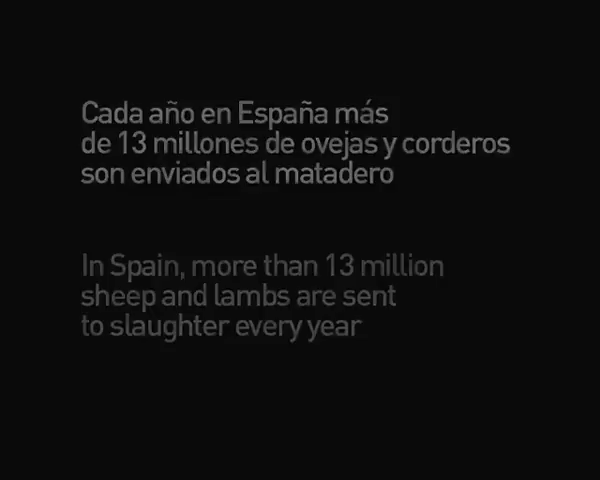 Cada año en España más
de 13 millones de ovejas y corderos
son enviados al matadero
In Spain, more than 13 million
sheep and lambs are sent
to slaughter every year